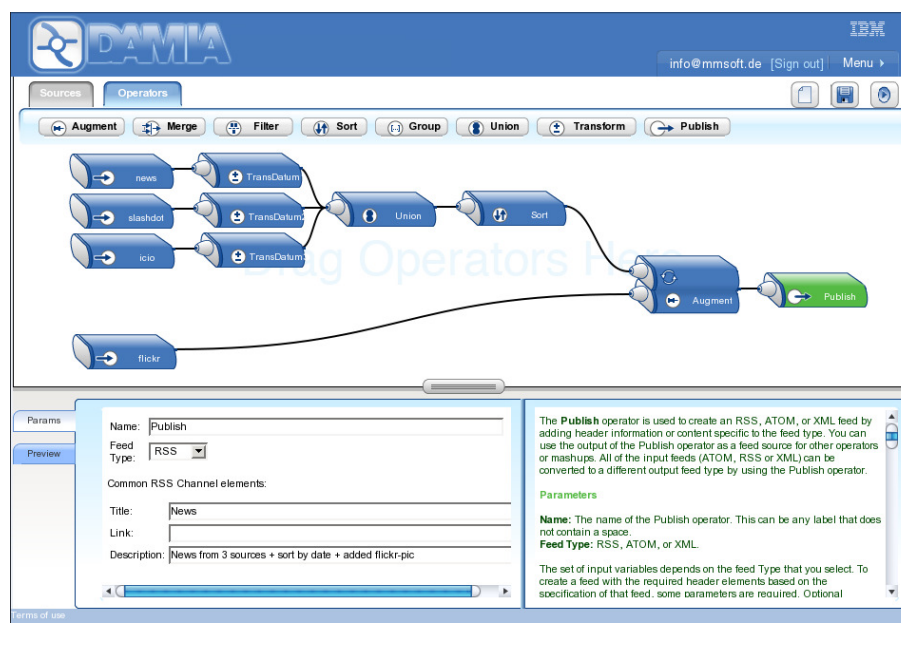 DAMIA
IBM
info@mmsoft.de [Sign out] Menu
Sources Operators
Augment Merge Filter Sort Group Union Transform Publish
news TransDatum
slashdot TransDatum Union Sort
icio TransDatum
Drag Operators Here
Augment Publish
flickr
Params
Preview
Name: Publish
Feed
Type: RSS
Common RSS Channel elements:
Title: News
Link:
Description: News from 3 sources + sort by date + added flickr-pic
The Publish operator is used to create an RSS, ATOM, or XML feed by
adding header information or content specific to the feed type. You can
use the output of the Publish operator as a feed source for other operators
or mashups. All of the input feeds (ATOM, RSS or XML) can be
converted to a different output feed type by using the Publish operator.
Parameters
Name: The name of the Publish operator. This can be any label that does
not contain a space.
Feed Type: RSS, ATOM, or XML.
The set of input variables depends on the feed Type that you select. To
create a feed with the required header elements based on the
specification of that feed, some parameters are required. Optional
Terms of use